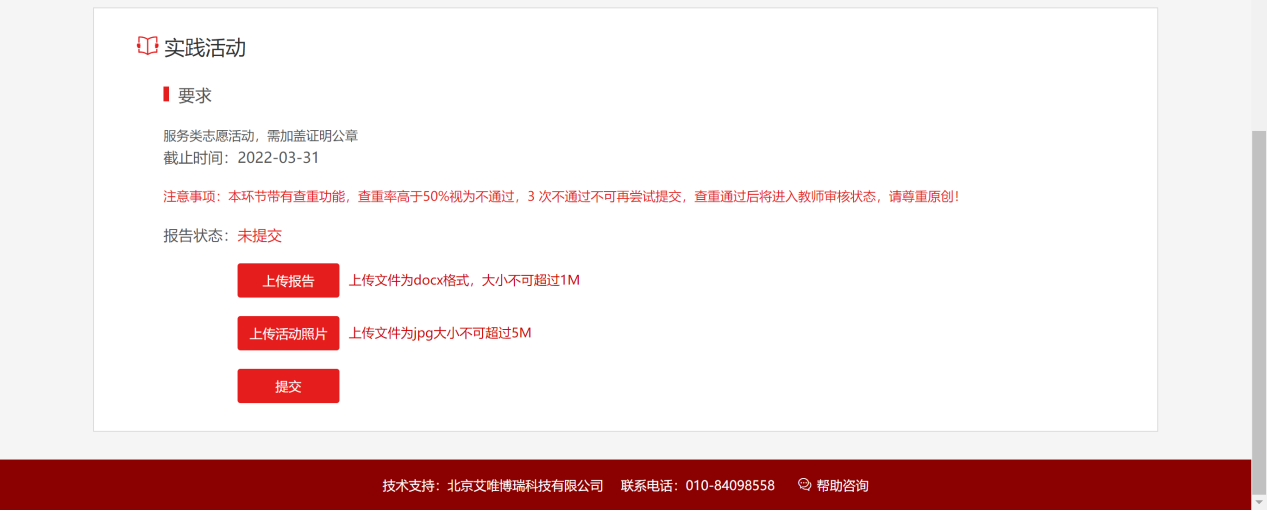 实践活动
要求
服务类志愿活动，需加盖证明公章
截止时间：2022-03-31
注意事项：本环节带有查重功能，查重率高于50%视为不通过，3 次不通过不可再尝试提交，查重通过后将进入教师审核状态，请尊重原创！
报告状态：未提交
上传报告 上传文件为docx格式，大小不可超过1M
上传活动照片 上传文件为jpg大小不可超过5M
提交
技术支持：北京艾唯博瑞科技有限公司 联系电话：010-84098558 帮助咨询